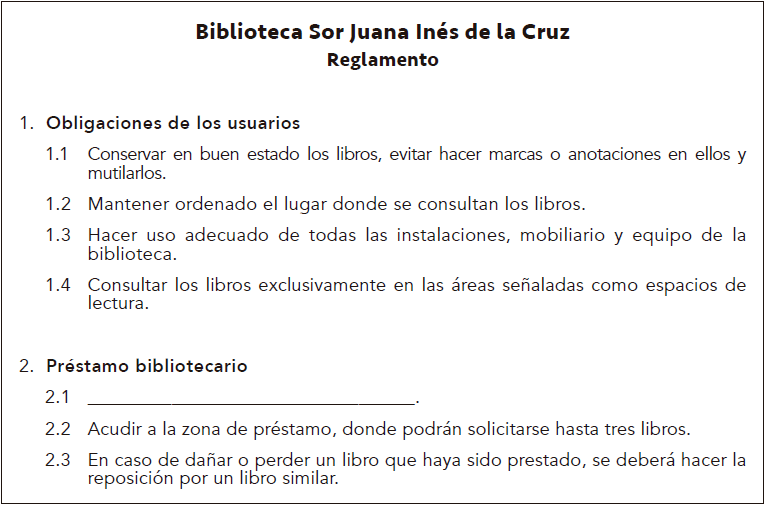 Biblioteca Sor Juana Inés de la Cruz
Reglamento
1. Obligaciones de los usuarios
1.1 Conservar en buen estado los libros, evitar hacer marcas o anotaciones en ellos y
mutilarlos.
1.2 Mantener ordenado el lugar donde se consultan los libros.
1.3 Hacer uso adecuado de todas las instalaciones, mobiliario y equipo de la
biblioteca.
1.4 Consultar los libros exclusivamente en las áreas señaladas como espacios de
lectura.
2. Préstamo bibliotecario
2.1 ___________________________________.
2.2 Acudir a la zona de préstamo, donde podrán solicitarse hasta tres libros.
2.3 En caso de dañar o perder un libro que haya sido prestado, se deberá hacer la
reposición por un libro similar.